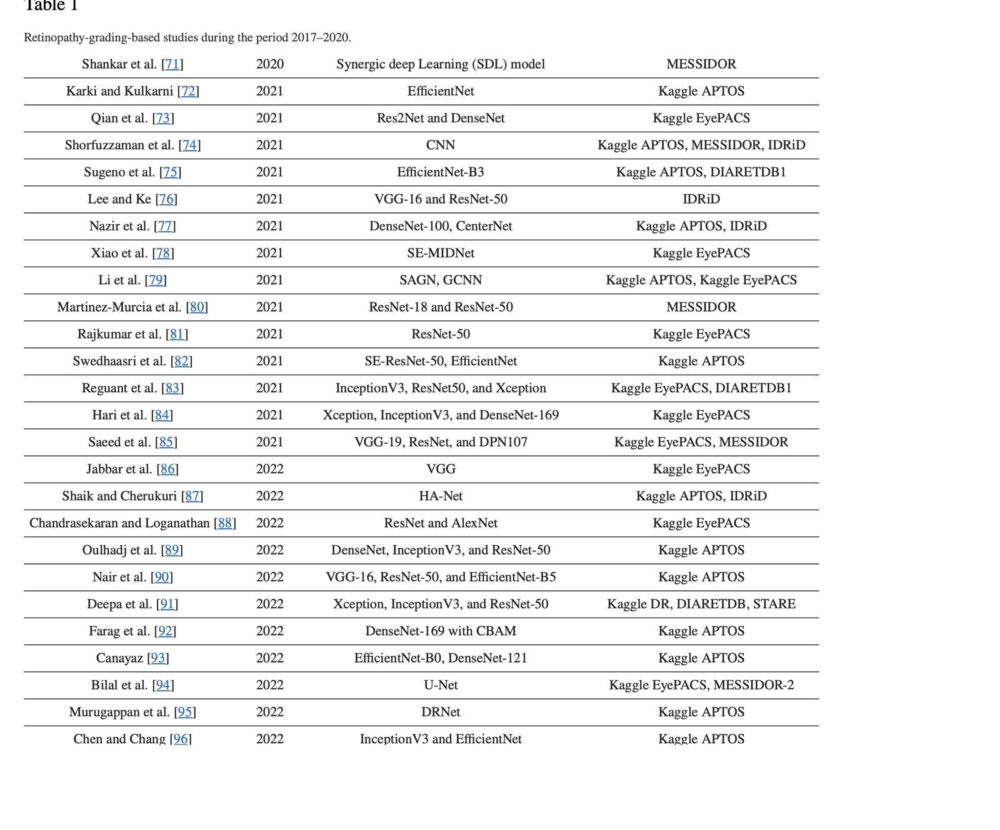 Table 1
Retinopathy-grading-based studies during the period 2017–2020.
Shankar et al. [71] 2020 Synergic deep Learning (SDL) model MESSIDOR
Karki and Kulkarni [72] 2021 EfficientNet Kaggle APTOS
Qian et al. [73] 2021 Res2Net and DenseNet Kaggle EyePACS
Shorfuzzaman et al. [74] 2021 CNN Kaggle APTOS, MESSIDOR, IDRiD
Sugeno et al. [75] 2021 EfficientNet-B3 Kaggle APTOS, DIARETDB1
Lee and Ke [76] 2021 VGG-16 and ResNet-50 IDRiD
Nazir et al. [77] 2021 DenseNet-100, CenterNet Kaggle APTOS, IDRiD
Xiao et al. [78] 2021 SE-MIDNet Kaggle EyePACS
Li et al. [79] 2021 SAGN, GCNN Kaggle APTOS, Kaggle EyePACS
Martinez-Murcia et al. [80] 2021 ResNet-18 and ResNet-50 MESSIDOR
Rajkumar et al. [81] 2021 ResNet-50 Kaggle EyePACS
Swedhaasri et al. [82] 2021 SE-ResNet-50, EfficientNet Kaggle APTOS
Reguant et al. [83] 2021 InceptionV3, ResNet50, and Xception Kaggle EyePACS, DIARETDB1
Hari et al. [84] 2021 Xception, InceptionV3, and DenseNet-169 Kaggle EyePACS
Saeed et al. [85] 2021 VGG-19, ResNet, and DPN107 Kaggle EyePACS, MESSIDOR
Jabbar et al. [86] 2022 VGG Kaggle EyePACS
Shaik and Cherukuri [87] 2022 HA-Net Kaggle APTOS, IDRiD
Chandrasekaran and Loganathan [88] 2022 ResNet and AlexNet Kaggle EyePACS
Oulhadj et al. [89] 2022 DenseNet, InceptionV3, and ResNet-50 Kaggle APTOS
Nair et al. [90] 2022 VGG-16, ResNet-50, and EfficientNet-B5 Kaggle APTOS
Deepa et al. [91] 2022 Xception, InceptionV3, and ResNet-50 Kaggle DR, DIARETDB, STARE
Farag et al. [92] 2022 DenseNet-169 with CBAM Kaggle APTOS
Canayaz [93] 2022 EfficientNet-B0, DenseNet-121 Kaggle APTOS
Bilal et al. [94] 2022 U-Net Kaggle EyePACS, MESSIDOR-2
Murugappan et al. [95] 2022 DRNet Kaggle APTOS
Chen and Chang [96] 2022 InceptionV3 and EfficientNet Kaggle APTOS